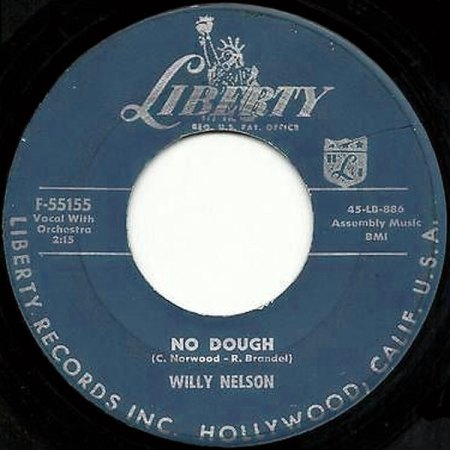 LIBERTY
REG. U.S. PAT. OFFICE
L
F-55155
Vocal With
Orchestra
2:15
45-LB-886
Assembly Music
BMI
NO DOUGH
(C. Norwood - R. Brandel)
WILLY NELSON
LIBERTY RECORDS INC. HOLLYWOOD, CALIF. U.S.A.